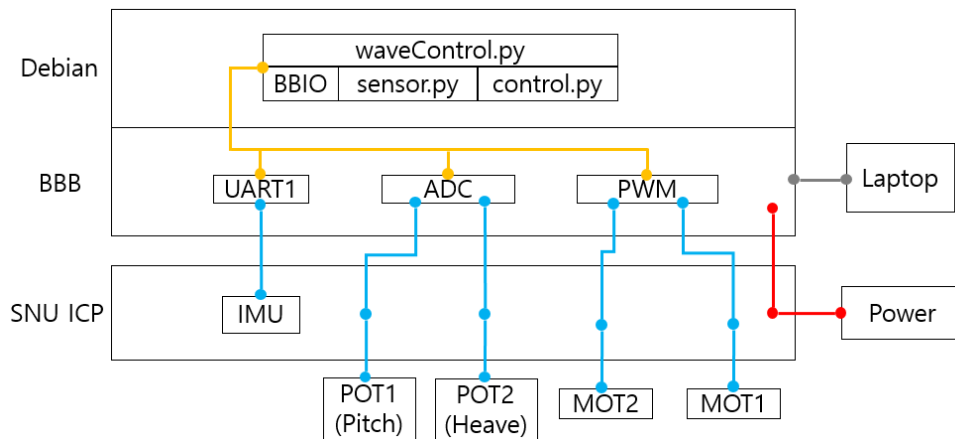 Debian
waveControl.py
BBIO
sensor.py
control.py
BBB
UART1
ADC
PWM
Laptop
SNU ICP
IMU
Power
POT1
(Pitch)
POT2
(Heave)
MOT2
MOT1